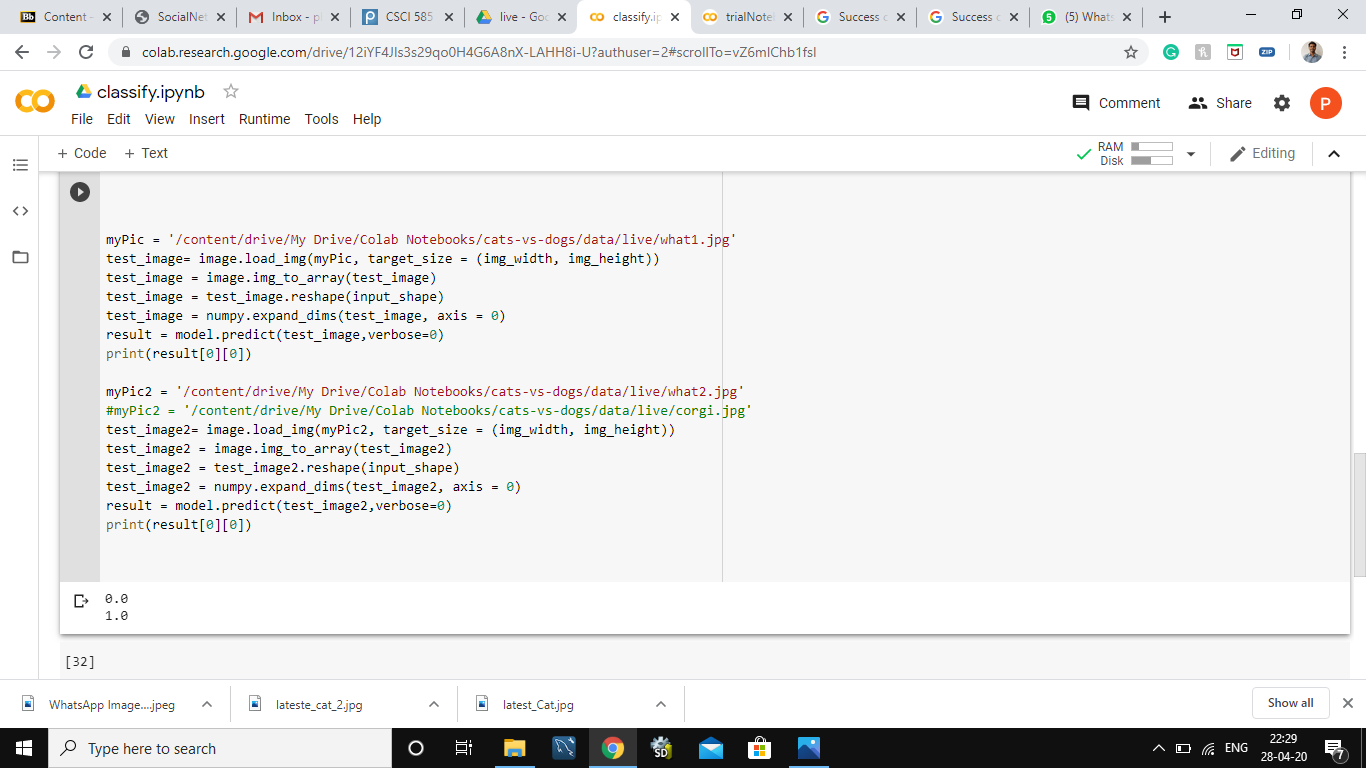 Content -
SocialNet
Inbox - p
CSCI 585
live - Goo
classify.ip
trialNote
Success c
Success c
(5) Whats
colab.research.google.com/drive/12iYF4JIs3s29qo0H4G6A8nX-LAHH8i-U?authuser=2#scrollTo=vZ6mIChb1fsI
classify.ipynb
Comment Share P
File Edit View Insert Runtime Tools Help
+ Code + Text
RAM
Disk
Editing
myPic = '/content/drive/My Drive/Colab Notebooks/cats-vs-dogs/data/live/what1.jpg'
test_image= image.load_img(myPic, target_size = (img_width, img_height))
test_image = image.img_to_array(test_image)
test_image = test_image.reshape(input_shape)
test_image = numpy.expand_dims(test_image, axis = 0)
result = model.predict(test_image,verbose=0)
print(result[0][0])
myPic2 = '/content/drive/My Drive/Colab Notebooks/cats-vs-dogs/data/live/what2.jpg'
#myPic2 = '/content/drive/My Drive/Colab Notebooks/cats-vs-dogs/data/live/corgi.jpg'
test_image2= image.load_img(myPic2, target_size = (img_width, img_height))
test_image2 = image.img_to_array(test_image2)
test_image2 = test_image2.reshape(input_shape)
test_image2 = numpy.expand_dims(test_image2, axis = 0)
result = model.predict(test_image2,verbose=0)
print(result[0][0])
0.0
1.0
[32]
WhatsApp Image....jpeg
lateste_cat_2.jpg
latest_Cat.jpg
Show all
Type here to search
ENG
22:29
28-04-20
7